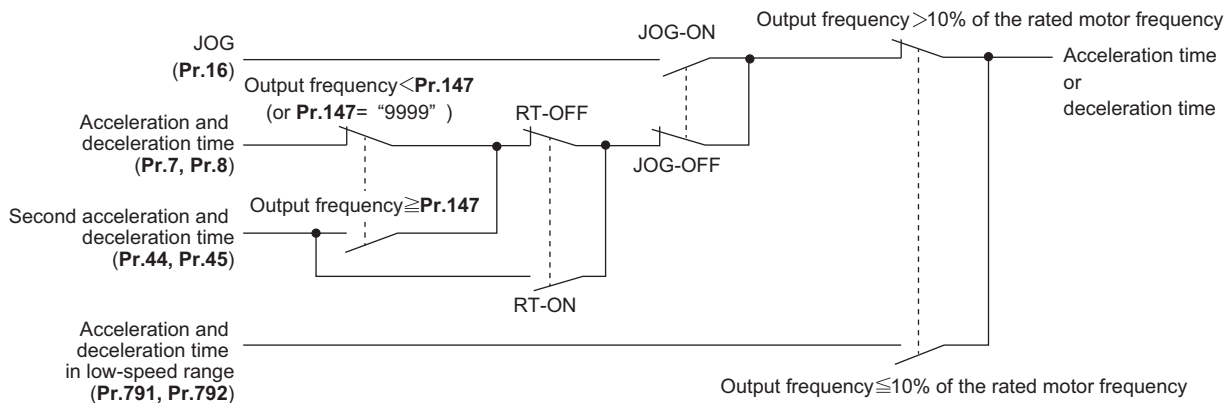 Output frequency＞10% of the rated motor frequency
JOG
(Pr.16)
JOG-ON
Acceleration time
or
deceleration time
Output frequency＜Pr.147
(or Pr.147= “9999” )
RT-OFF
Acceleration and
deceleration time
(Pr.7, Pr.8)
JOG-OFF
Output frequency≧Pr.147
Second acceleration and
deceleration time
(Pr.44, Pr.45)
RT-ON
Acceleration and
deceleration time
in low-speed range
(Pr.791, Pr.792)
Output frequency≦10% of the rated motor frequency